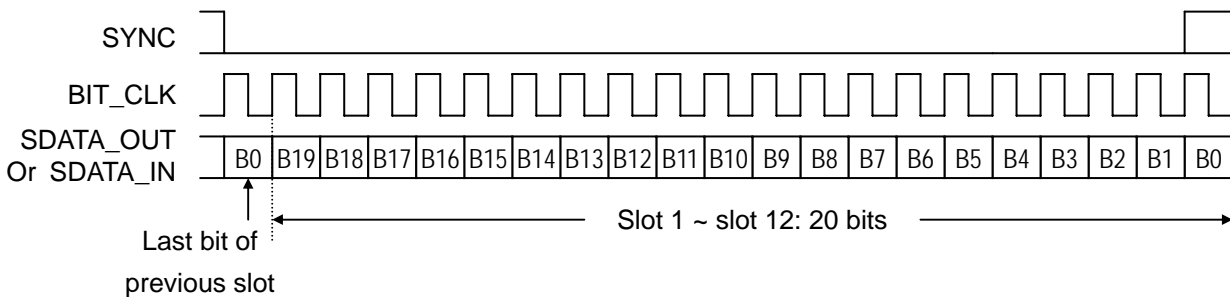 SYNC
BIT_CLK
SDATA_OUT
Or SDATA_IN
B0 B19 B18 B17 B16 B15 B14 B13 B12 B11 B10 B9 B8 B7 B6 B5 B4 B3 B2 B1 B0
Slot 1 ~ slot 12: 20 bits
Last bit of
previous slot